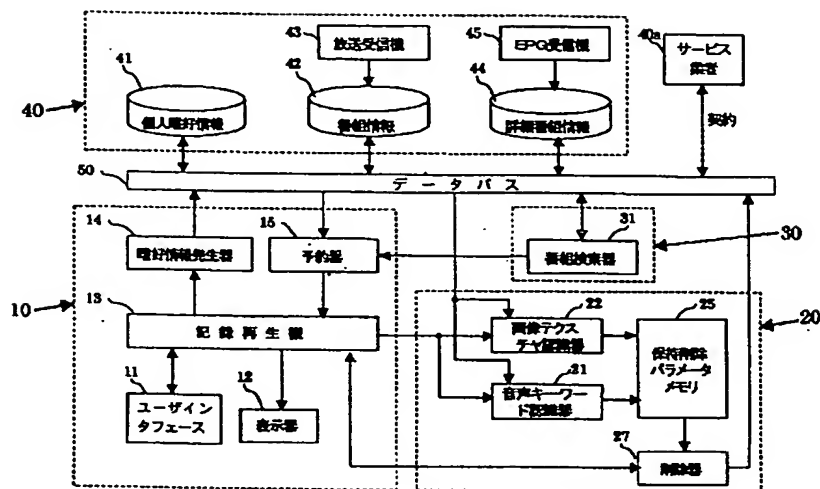 43
放送受信機
45
EPG受信機
40a
サービス
業者
41
42
44
40
個人嗜好情報
番組情報
詳細番組情報
契約
50
データバス
14
嗜好情報発生器
15
予約器
31
番組検索器
30
10
13
記録再生機
22
画像テクス
チャ認識器
25
保持削除
パラメータ
メモリ
20
21
音声キーワ
ード認識器
11
ユーザイン
タフェース
12
表示器
27
削除器